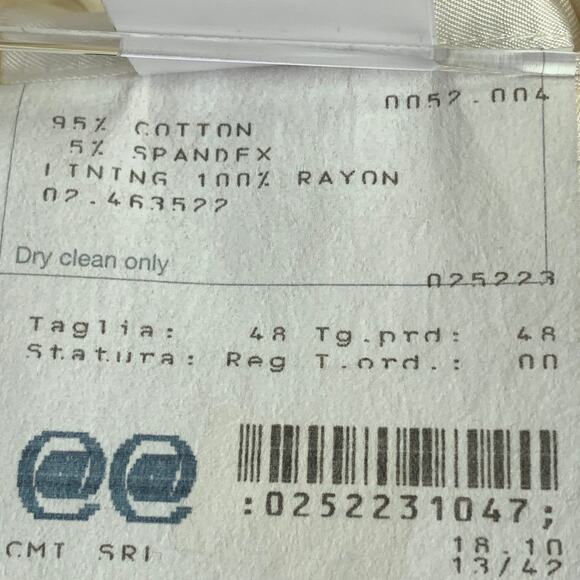 0052.004
95% COTTON
5% SPANDEX
LINING 100% RAYON
02.463522
Dry clean only
025223
Taglia: 48 Tg.prd: 48
Statura: Reg T.ord.: 00
:0252231047;
CMT SRL
18.10
13/42